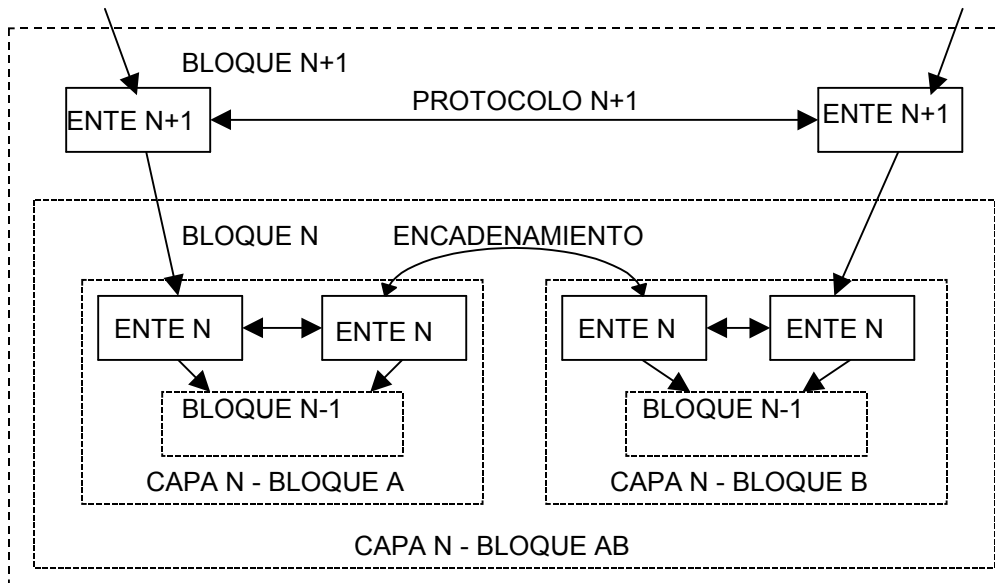 BLOQUE N+1
PROTOCOLO N+1
ENTE N+1
ENTE N+1
BLOQUE N
ENCADENAMIENTO
ENTE N
ENTE N
ENTE N
ENTE N
BLOQUE N-1
BLOQUE N-1
CAPA N - BLOQUE A
CAPA N - BLOQUE B
CAPA N - BLOQUE AB